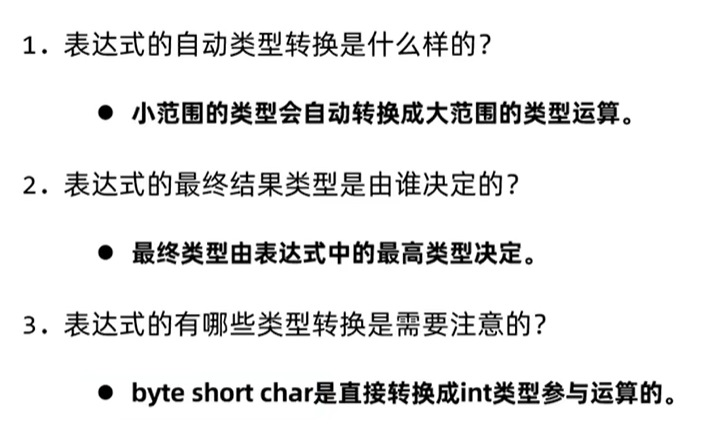 1. 表达式的自动类型转换是什么样的？
● 小范围的类型会自动转换成大范围的类型运算。
2. 表达式的最终结果类型是由谁决定的？
● 最终类型由表达式中的最高类型决定。
3. 表达式的有哪些类型转换是需要注意的？
● byte short char是直接转换成int类型参与运算的。